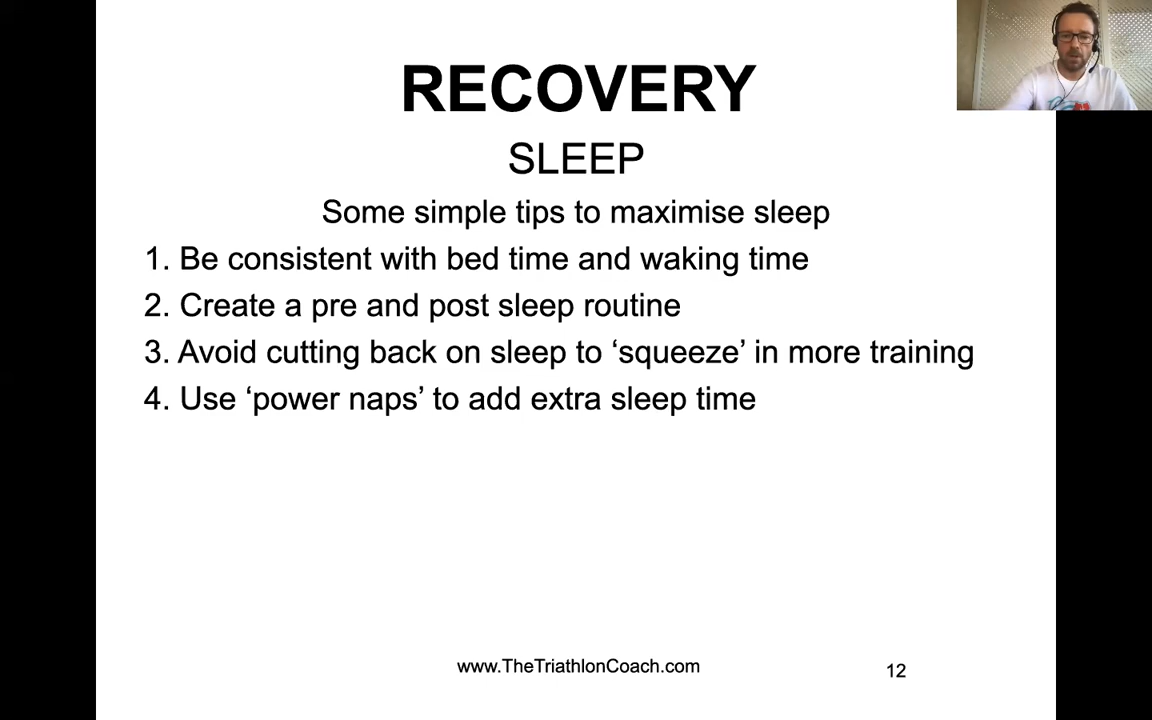 RECOVERY
SLEEP
Some simple tips to maximise sleep
1. Be consistent with bed time and waking time
2. Create a pre and post sleep routine
3. Avoid cutting back on sleep to ‘squeeze’ in more training
4. Use ‘power naps’ to add extra sleep time
www.TheTriathlonCoach.com
12